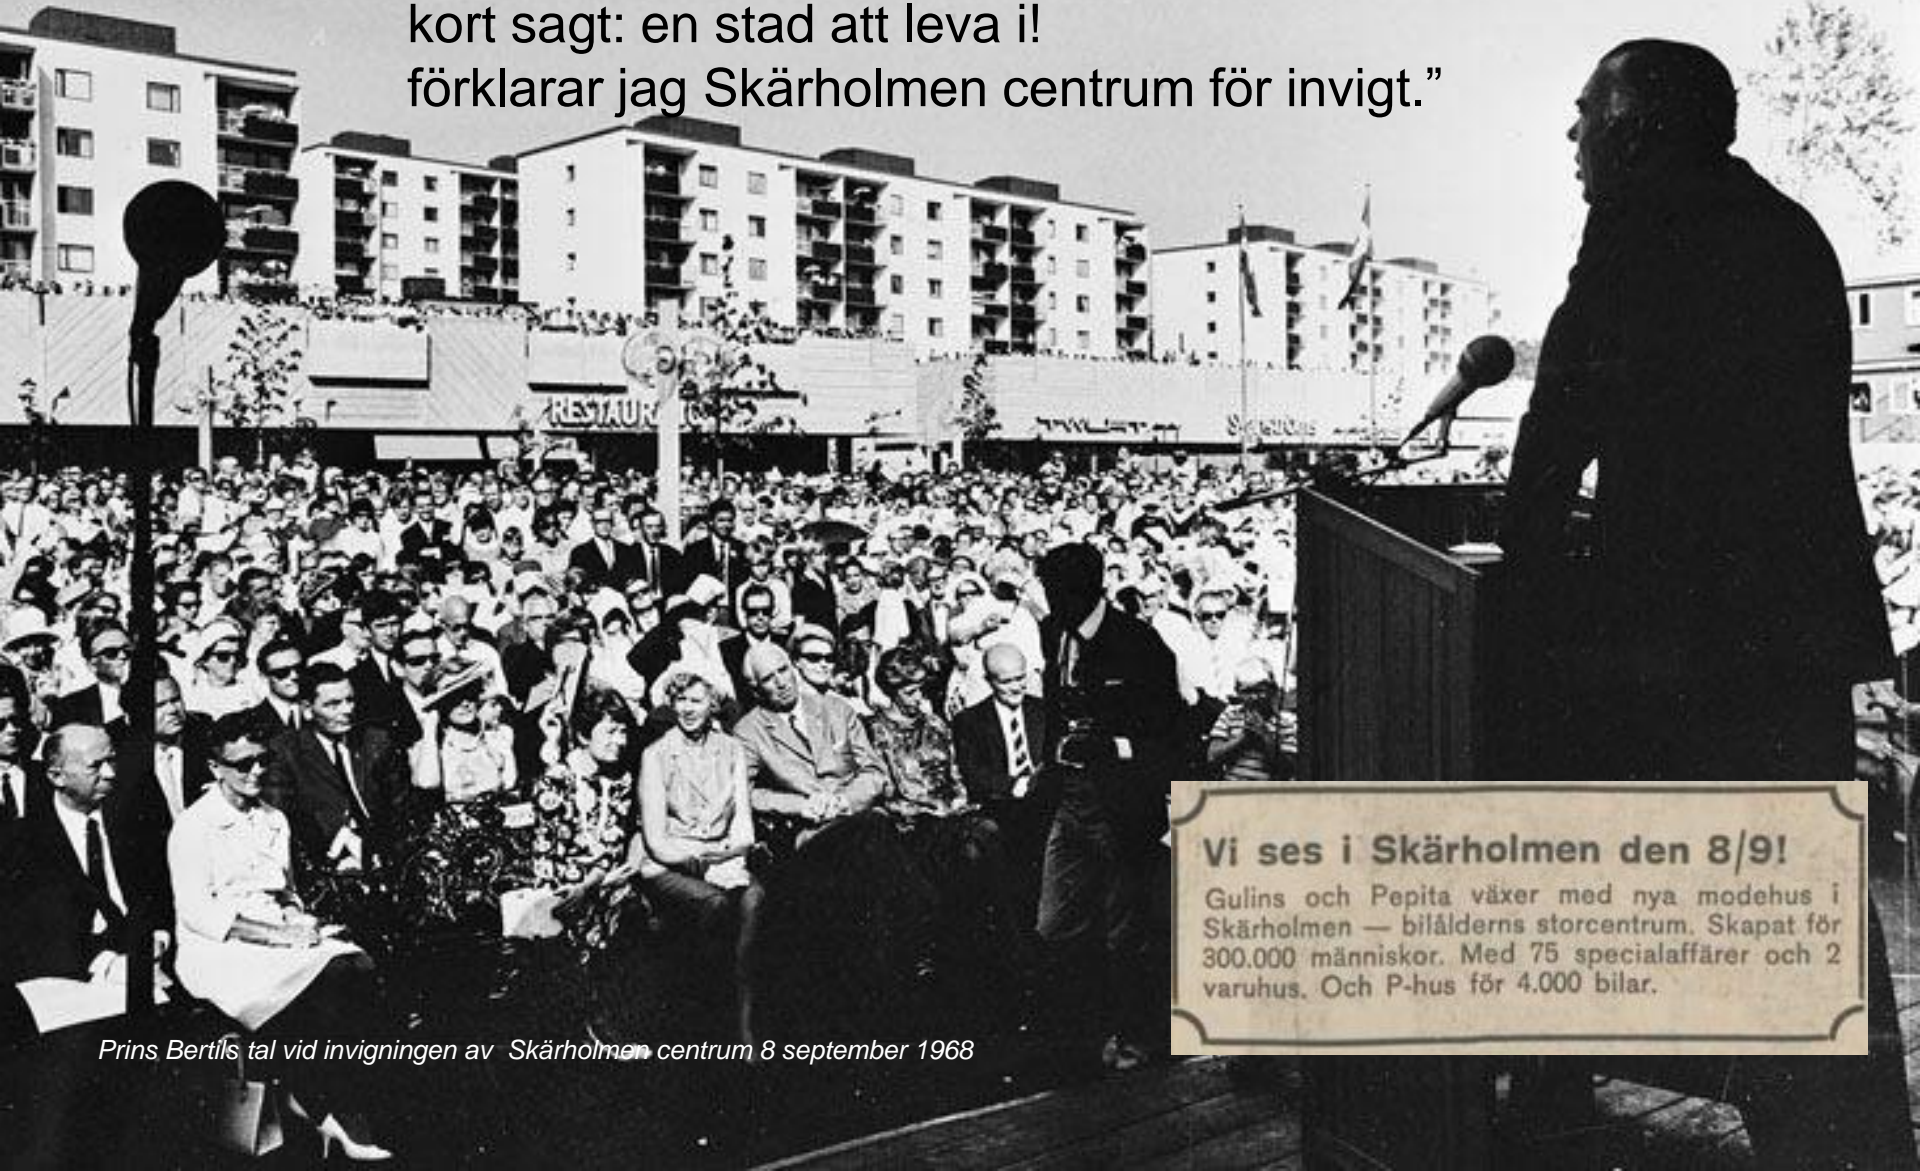 kort sagt: en stad att leva i!
förklarar jag Skärholmen centrum för invigt.”
Vi ses i Skärholmen den 8/9!
Gulins och Pepita växer med nya modehus i
Skärholmen — bilålderns storcentrum. Skapat för
300.000 människor. Med 75 specialaffärer och 2
varuhus. Och P-hus för 4.000 bilar.
Prins Bertils tal vid invigningen av  Skärholmen centrum 8 september 1968